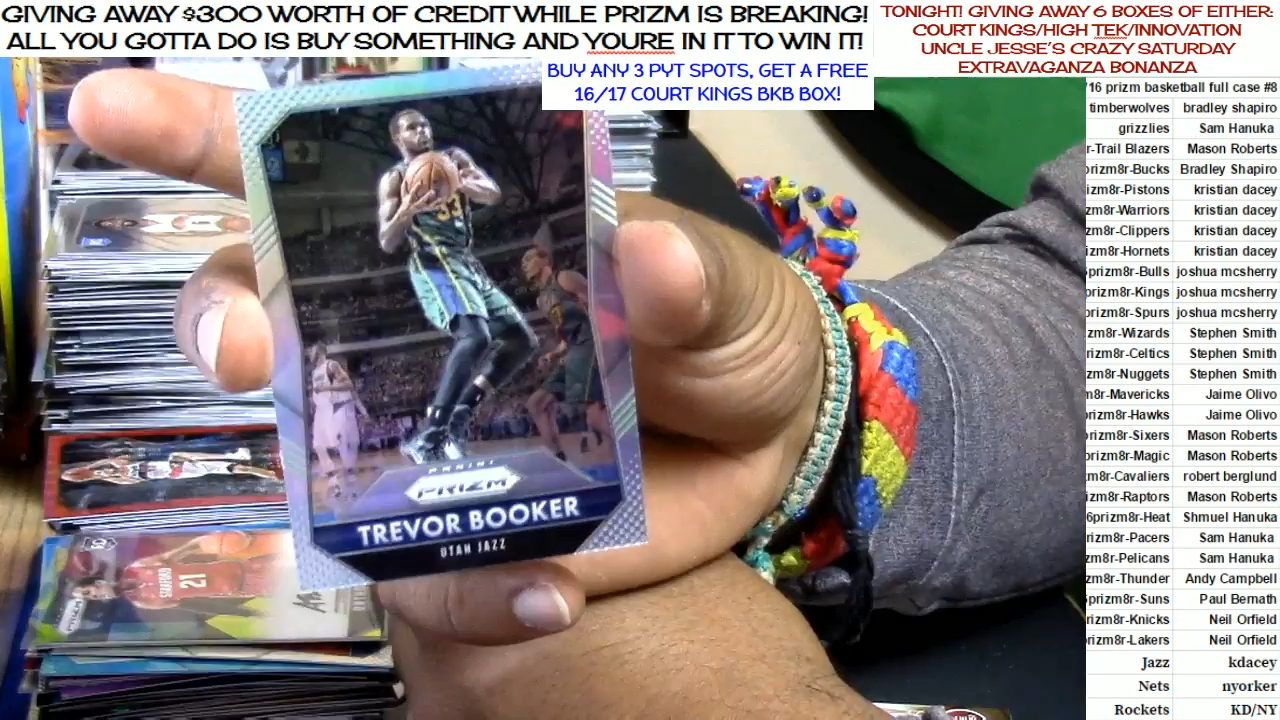 GIVING AWAY $300 WORTH OF CREDIT WHILE PRIZM IS BREAKING!
ALL YOU GOTTA DO IS BUY SOMETHING AND YOURE IN IT TO WIN IT!
BUY ANY 3 PYT SPOTS, GET A FREE
16/17 COURT KINGS BKB BOX!
TONIGHT! GIVING AWAY 6 BOXES OF EITHER:
COURT KINGS/HIGH TEK/INNOVATION
UNCLE JESSE'S CRAZY SATURDAY
EXTRAVAGANZA BONANZA
16 prizm basketball full case #8
timberwolves bradley shapiro
grizzlies Sam Hanuka
r-Trail Blazers Mason Roberts
prizm8r-Bucks Bradley Shapiro
rizm8r-Pistons kristian dacey
zm8r-Warriors kristian dacey
rizm8r-Clippers kristian dacey
rizm8r-Hornets kristian dacey
prizm8r-Bulls joshua mcsherry
prizm8r-Kings joshua mcsherry
prizm8r-Spurs joshua mcsherry
zm8r-Wizards Stephen Smith
rizm8r-Celtics Stephen Smith
zm8r-Nuggets Stephen Smith
m8r-Mavericks Jaime Olivo
rizm8r-Hawks Jaime Olivo
rizm8r-Sixers Mason Roberts
rizm8r-Magic Mason Roberts
m8r-Cavaliers robert berglund
zm8r-Raptors Mason Roberts
6prizm8r-Heat Shmuel Hanuka
zm8r-Pacers Sam Hanuka
zm8r-Pelicans Sam Hanuka
zm8r-Thunder Andy Campbell
prizm8r-Suns Paul Bernath
rizm8r-Knicks Neil Orfield
rizm8r-Lakers Neil Orfield
Jazz kdacey
Nets nyorker
Rockets KD/NY
33
PANINI
PRIZM
TREVOR BOOKER
UTAH JAZZ
21